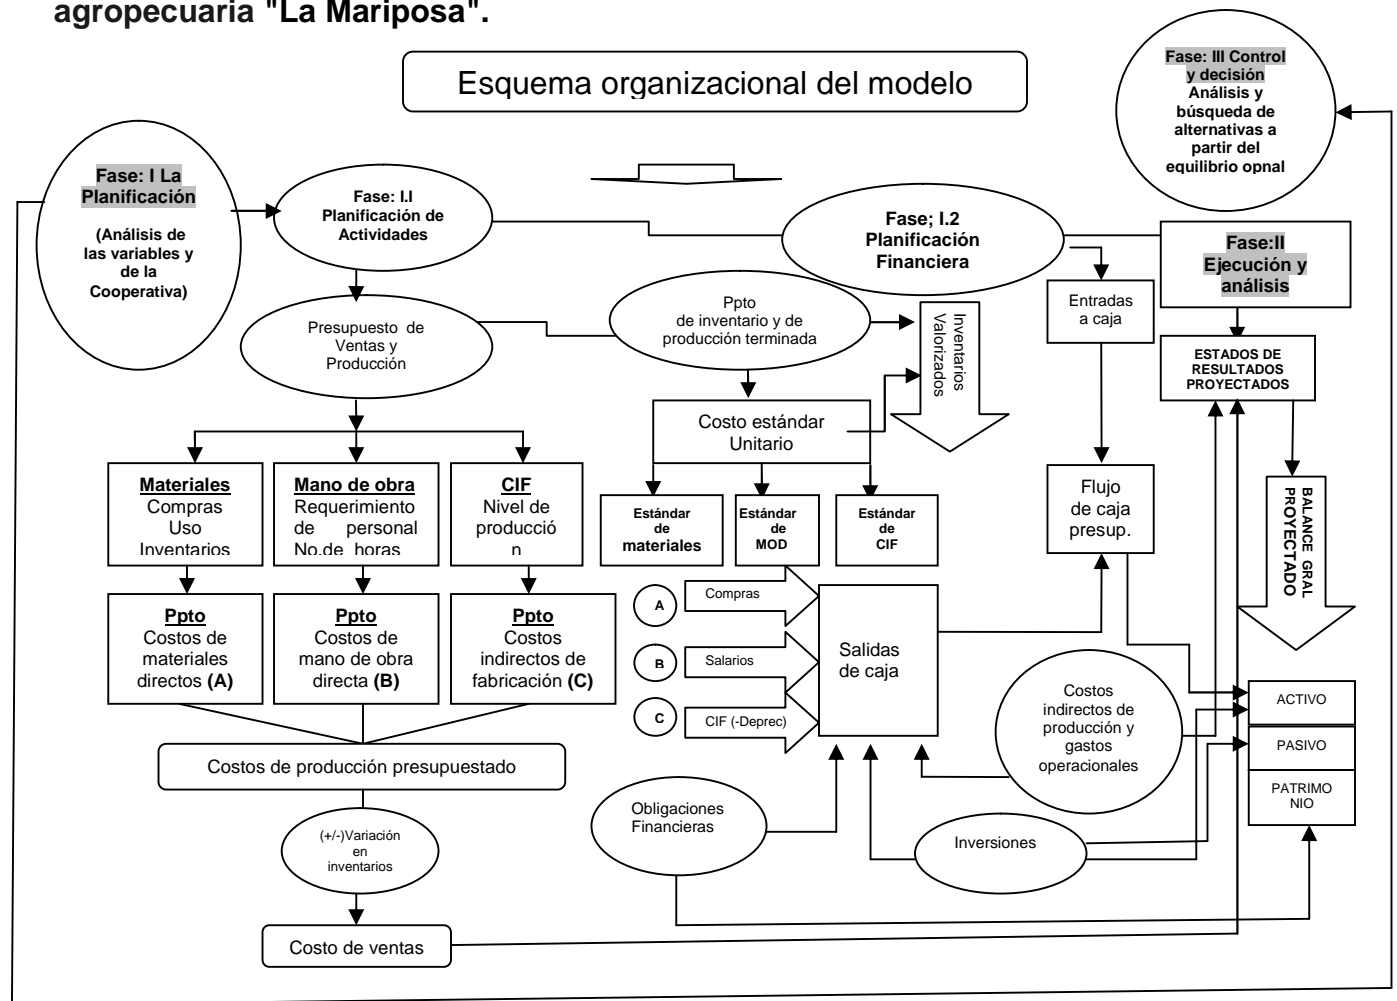 agropecuaria "La Mariposa".
Esquema organizacional del modelo
Fase: III Control
y decisión
Análisis y
búsqueda de
alternativas a
partir del
equilibrio opnal
Fase: I La
Planificación
(Análisis de
las variables y
de la
Cooperativa)
Fase: I.I
Planificación de
Actividades
Fase; I.2
Planificación
Financiera
Fase:II
Ejecución y
análisis
Presupuesto de
Ventas y
Producción
Ppto
de inventario y de
producción terminada
Inventarios
Valorizados
Entradas
a caja
ESTADOS DE
RESULTADOS
PROYECTADOS
Costo estándar
Unitario
Materiales
Compras
Uso
Inventarios
Mano de obra
Requerimiento
de personal
No.de horas
CIF
Nivel de
producció
n
Estándar
de
materiales
Estándar
de
MOD
Estándar
de
CIF
Flujo
de caja
presup.
BALANCE GRAL
PROYECTADO
Ppto
Costos de
materiales
directos (A)
Ppto
Costos de
mano de obra
directa (B)
Ppto
Costos
indirectos de
fabricación (C)
A
Compras
B
Salarios
C
CIF (-Deprec)
Salidas
de caja
Costos
indirectos de
producción y
gastos
operacionales
ACTIVO
PASIVO
PATRIMO
NIO
Costos de producción presupuestado
(+/-)Variación
en
inventarios
Obligaciones
Financieras
Inversiones
Costo de ventas